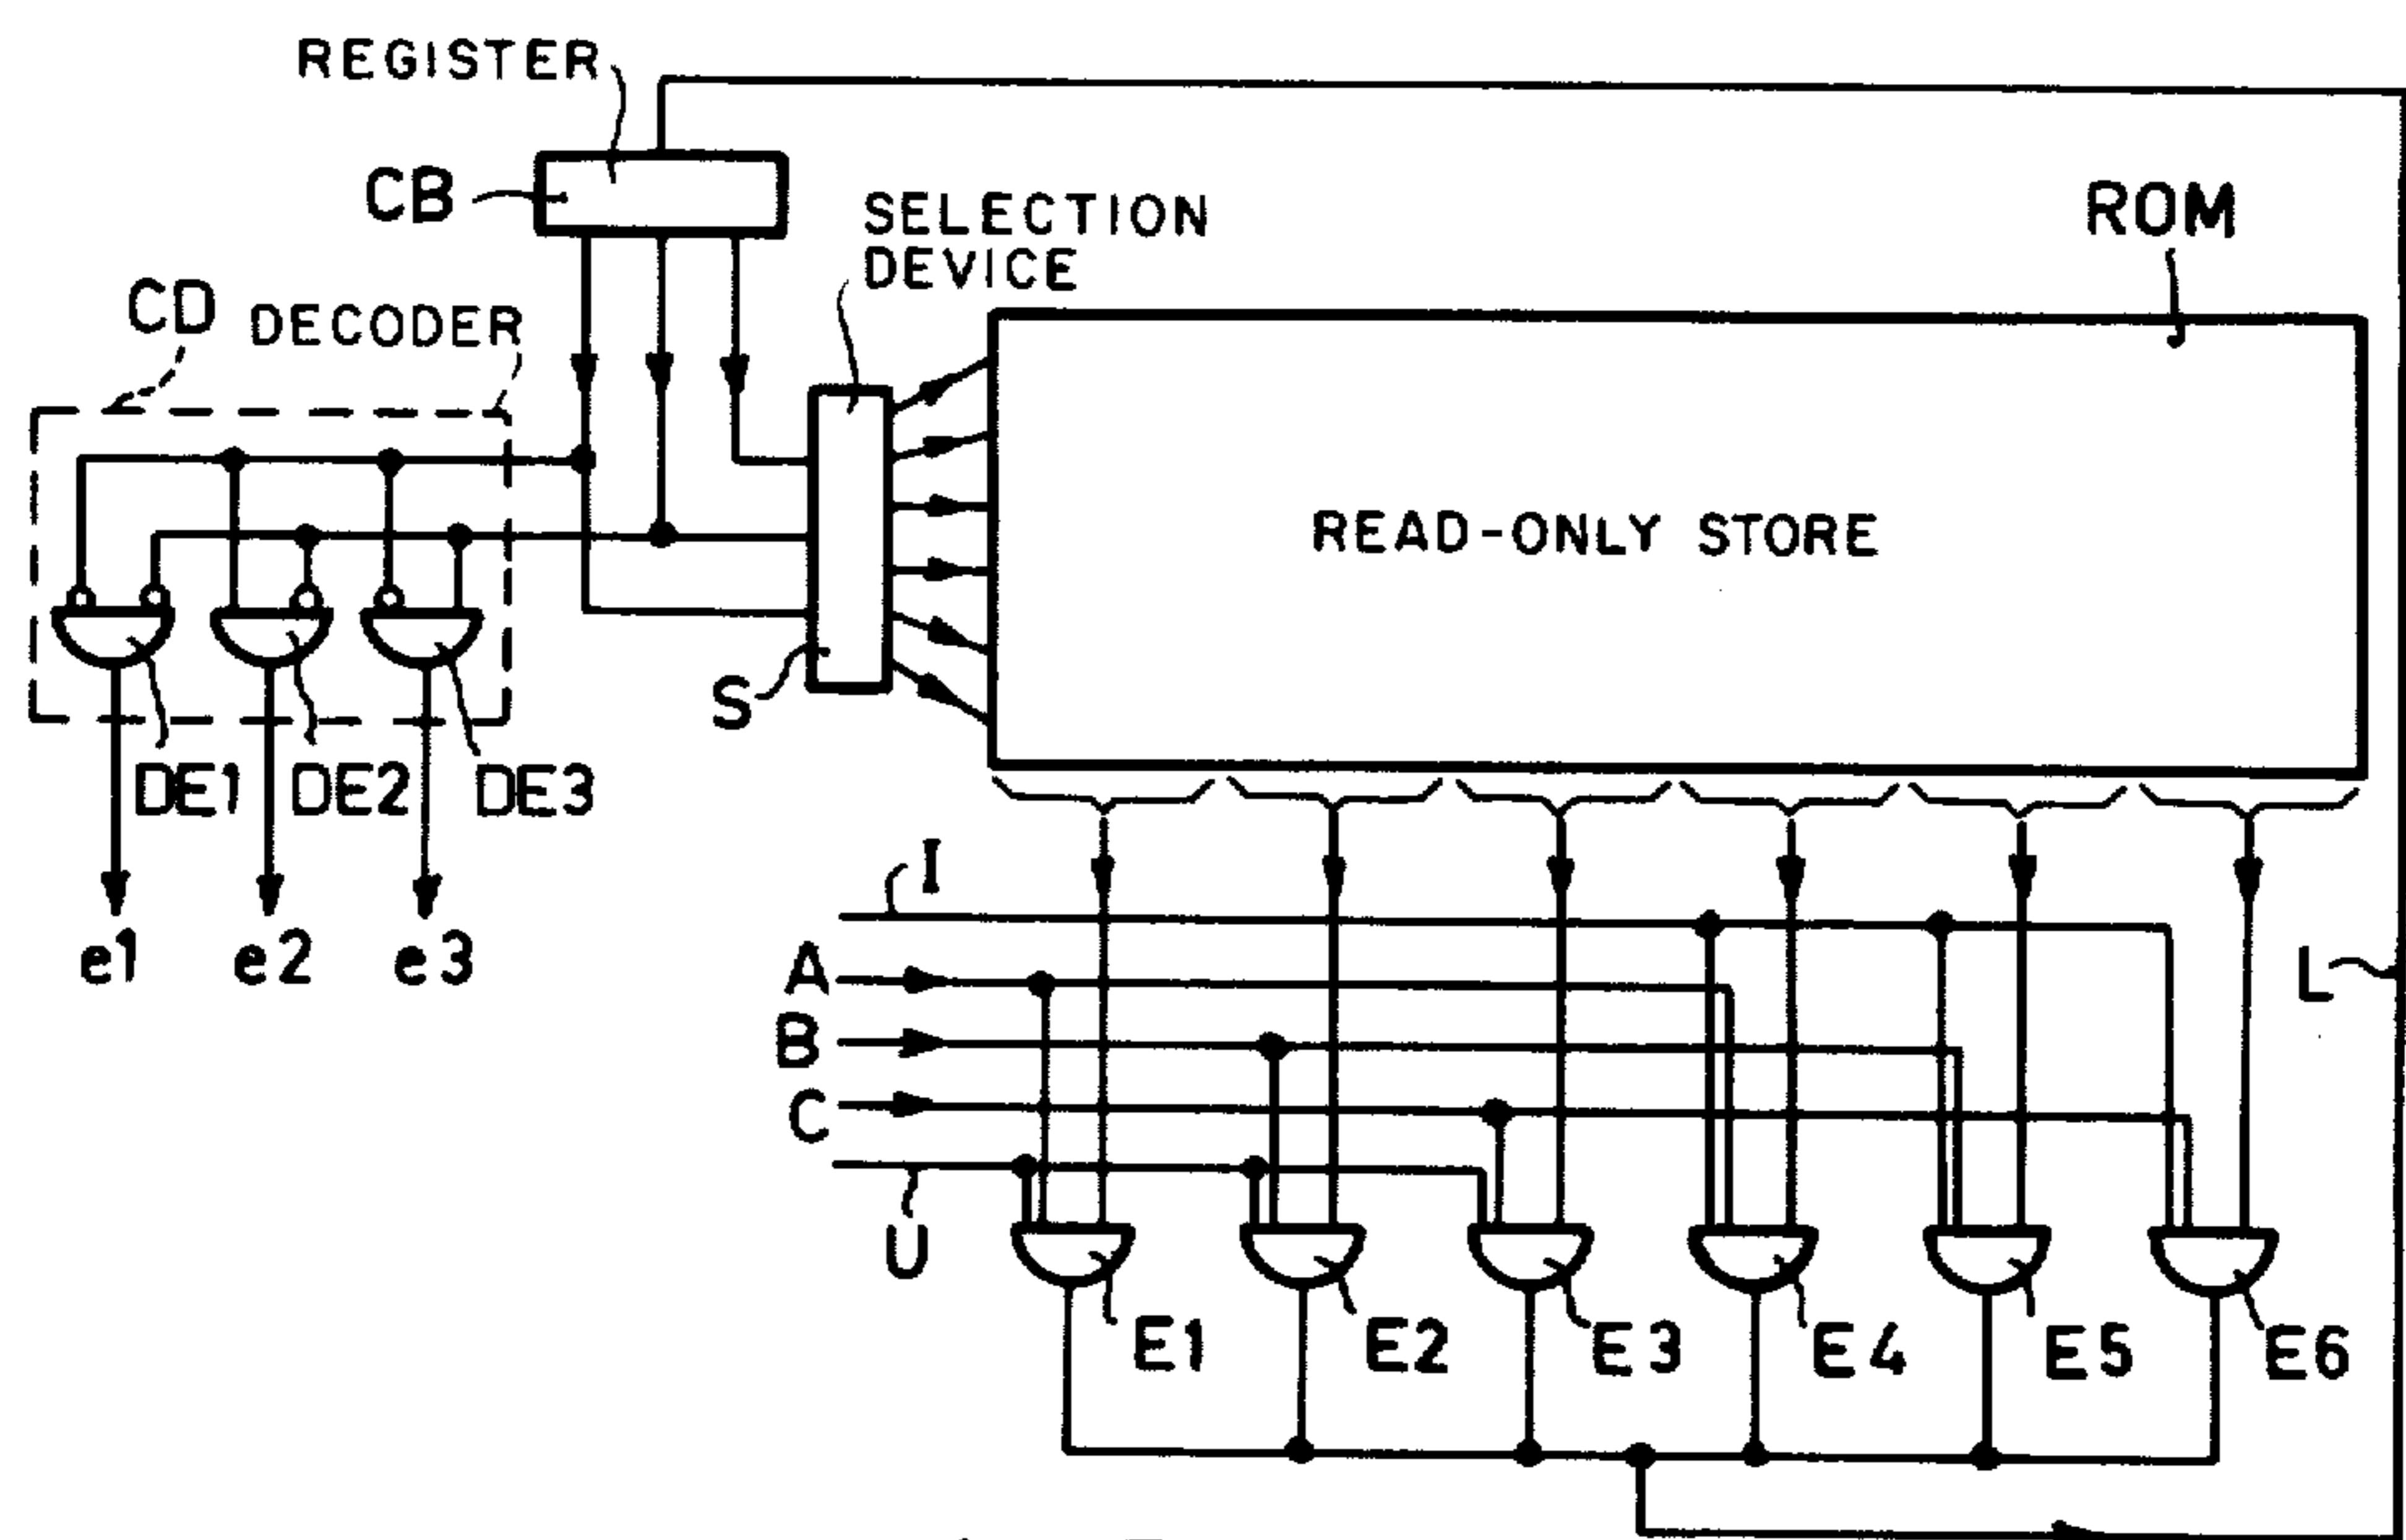 REGISTER
CB
SELECTION
DEVICE
ROM
CD
DECODER
READ-ONLY STORE
S
DE1
DE2
DE3
I
e1
e2
e3
A
L
B
C
U
E1
E2
E3
E4
E5
E6